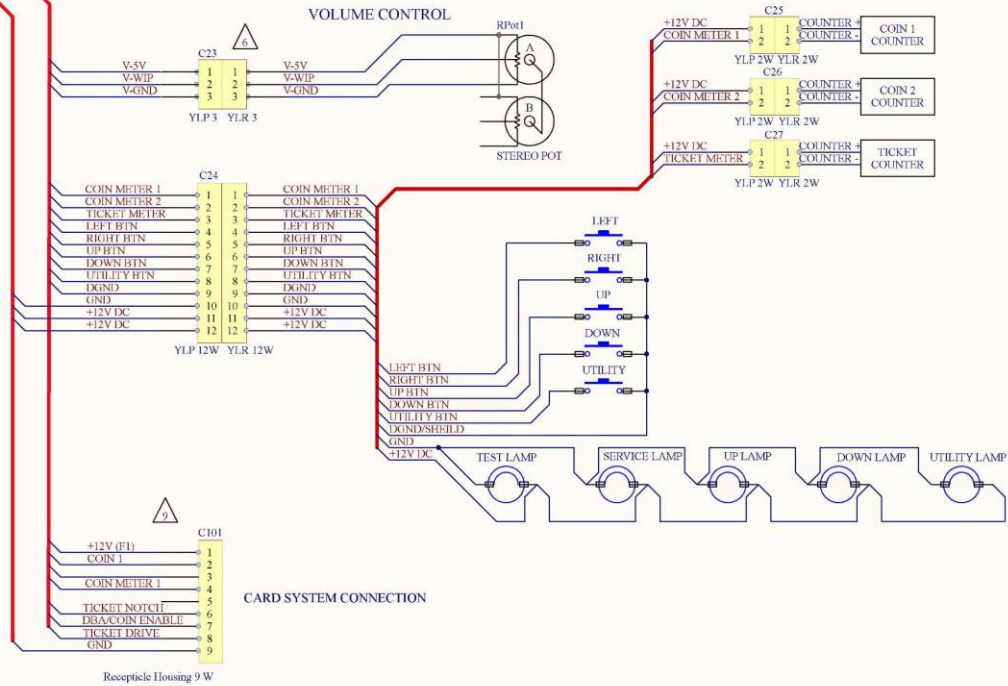 VOLUME CONTROL
RPot1
A
B
STEREO POT
C23
6
V-5V 1 1 V-5V
V-WIP 2 2 V-WIP
V-GND 3 3 V-GND
YLP 3 YLR 3
C25
+12V DC 1 1 COUNTER +
COIN METER 1 2 2 COUNTER -
YLP 2W YLR 2W
COIN 1
COUNTER
C26
+12V DC 1 1 COUNTER +
COIN METER 2 2 2 COUNTER -
YLP 2W YLR 2W
COIN 2
COUNTER
C27
+12V DC 1 1 COUNTER +
TICKET METER 2 2 COUNTER -
YLP 2W YLR 2W
TICKET
COUNTER
C24
COIN METER 1 1 1 COIN METER 1
COIN METER 2 2 2 COIN METER 2
TICKET METER 3 3 TICKET METER
LEFT BTN 4 4 LEFT BTN
RIGHT BTN 5 5 RIGHT BTN
UP BTN 6 6 UP BTN
DOWN BTN 7 7 DOWN BTN
UTILITY BTN 8 8 UTILITY BTN
DGND 9 9 DGND
GND 10 10 GND
+12V DC 11 11 +12V DC
+12V DC 12 12 +12V DC
YLP 12W YLR 12W
LEFT
RIGHT
UP
DOWN
UTILITY
LEFT BTN
RIGHT BTN
UP BTN
DOWN BTN
UTILITY BTN
DGND/SHEILD
GND
+12V DC
TEST LAMP SERVICE LAMP UP LAMP DOWN LAMP UTILITY LAMP
9
C101
+12V (F1) 1
COIN 1 2
3
COIN METER 1 4
5
TICKET NOTCH 6
DBA/COIN ENABLE 7
TICKET DRIVE 8
GND 9
CARD SYSTEM CONNECTION
Recepticle Housing 9 W